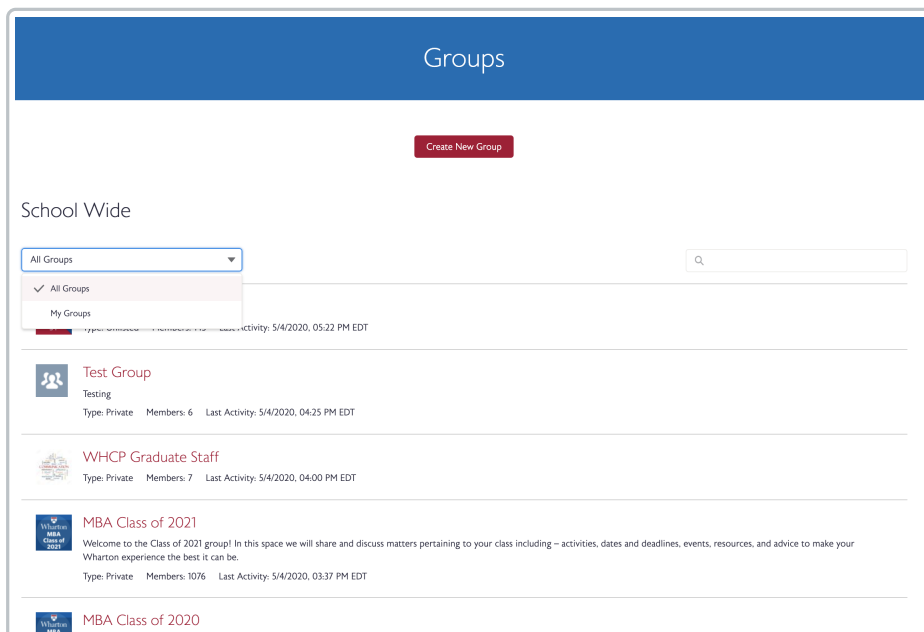 Groups
Create New Group
School Wide
All Groups
All Groups
My Groups
Type: Unlisted Members: 113 Last Activity: 5/4/2020, 05:22 PM EDT
Test Group
Testing
Type: Private Members: 6 Last Activity: 5/4/2020, 04:25 PM EDT
WHCP Graduate Staff
Type: Private Members: 7 Last Activity: 5/4/2020, 04:00 PM EDT
Wharton
MBA
Class of
2021
MBA Class of 2021
Welcome to the Class of 2021 group! In this space we will share and discuss matters pertaining to your class including – activities, dates and deadlines, events, resources, and advice to make your
Wharton experience the best it can be.
Type: Private Members: 1076 Last Activity: 5/4/2020, 03:37 PM EDT
Wharton
MBA
MBA Class of 2020